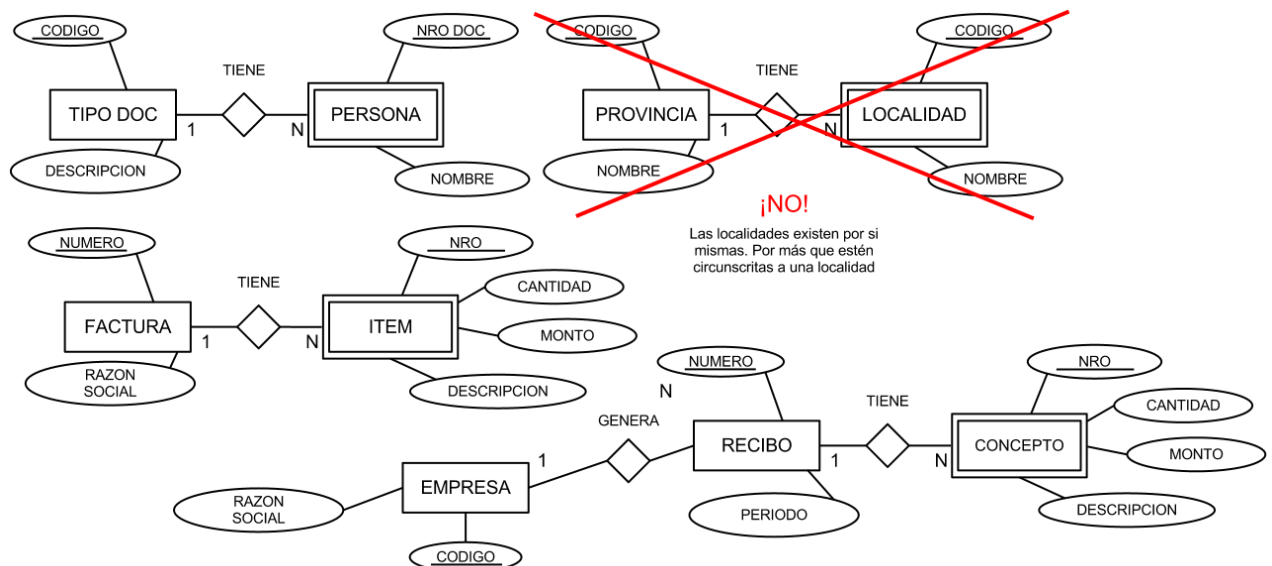 CODIGO
NRO DOC
TIENE
TIPO DOC
PERSONA
1
N
DESCRIPCION
NOMBRE
CODIGO
CODIGO
TIENE
PROVINCIA
LOCALIDAD
1
N
NOMBRE
NOMBRE
¡NO!
Las localidades existen por si
mismas. Por más que estén
circunscritas a una localidad
NUMERO
NRO
TIENE
CANTIDAD
FACTURA
ITEM
1
N
MONTO
RAZON
SOCIAL
DESCRIPCION
NUMERO
N
NRO
GENERA
TIENE
CANTIDAD
RECIBO
CONCEPTO
1
1
N
MONTO
EMPRESA
RAZON
SOCIAL
PERIODO
DESCRIPCION
CODIGO